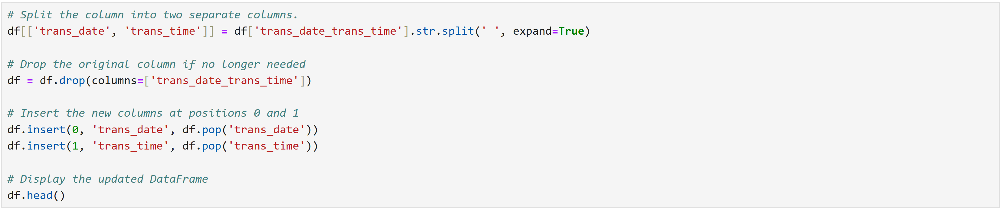 # Split the column into two separate columns.
df[['trans_date', 'trans_time']] = df['trans_date_trans_time'].str.split(' ', expand=True)
# Drop the original column if no longer needed
df = df.drop(columns=['trans_date_trans_time'])
# Insert the new columns at positions 0 and 1
df.insert(0, 'trans_date', df.pop('trans_date'))
df.insert(1, 'trans_time', df.pop('trans_time'))
# Display the updated DataFrame
df.head()